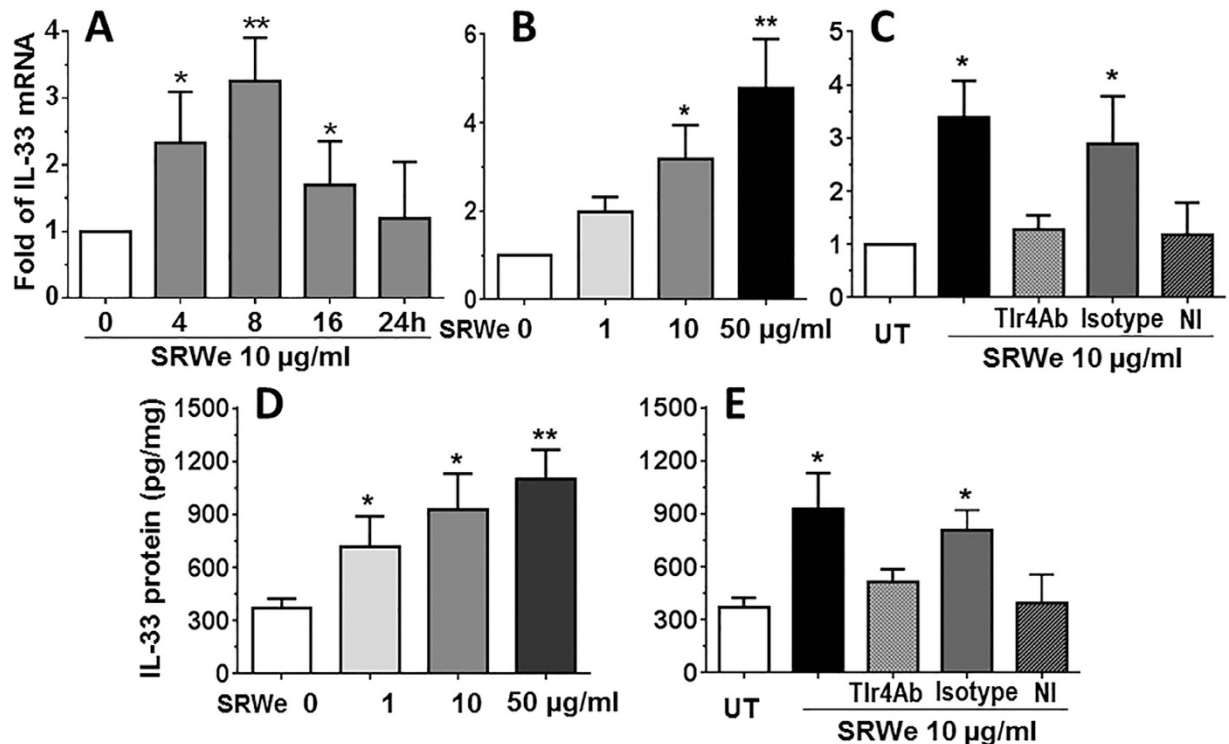 A
B
C
Fold of IL-33 mRNA
4
3
2
1
0
*
**
*
0 4 8 16 24h
SRWe 10 µg/ml
6
4
2
0
*
**
SRWe 0 1 10 50 µg/ml
5
4
3
2
1
0
*
*
UT
Tlr4Ab Isotype NI
SRWe 10 µg/ml
D
E
IL-33 protein (pg/mg)
1500
1200
900
600
300
0
*
*
**
SRWe 0 1 10 50 µg/ml
1500
1200
900
600
300
0
*
*
UT
Tlr4Ab Isotype NI
SRWe 10 µg/ml